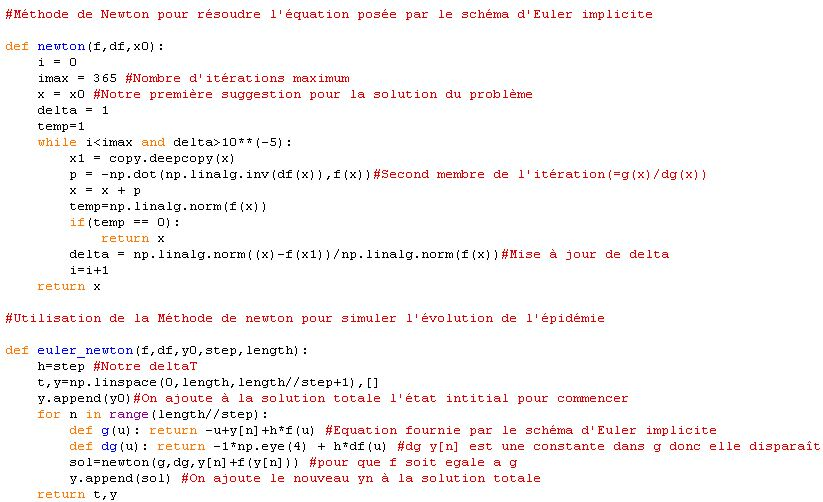 #Méthode de Newton pour résoudre l'équation posée par le schéma d'Euler implicite
def newton(f,df,x0):
    i = 0
    imax = 365 #Nombre d'itérations maximum
    x = x0 #Notre première suggestion pour la solution du problème
    delta = 1
    temp=1
    while i<imax and delta>10**(-5):
        x1 = copy.deepcopy(x)
        p = -np.dot(np.linalg.inv(df(x)),f(x))#Second membre de l'itération(=g(x)/dg(x))
        x = x + p
        temp=np.linalg.norm(f(x))
        if(temp == 0):
            return x
        delta = np.linalg.norm((x)-f(x1))/np.linalg.norm(f(x))#Mise à jour de delta
        i=i+1
    return x
#Utilisation de la Méthode de newton pour simuler l'évolution de l'épidémie
def euler_newton(f,df,y0,step,length):
    h=step #Notre deltaT
    t,y=np.linspace(0,length,length//step+1),[]
    y.append(y0)#On ajoute à la solution totale l'état intitial pour commencer
    for n in range(length//step):
        def g(u): return -u+y[n]+h*f(u) #Equation fournie par le schéma d'Euler implicite
        def dg(u): return -1*np.eye(4) + h*df(u) #dg y[n] est une constante dans g donc elle disparaît
        sol=newton(g,dg,y[n]+f(y[n])) #pour que f soit egale a g
        y.append(sol) #On ajoute le nouveau yn à la solution totale
    return t,y